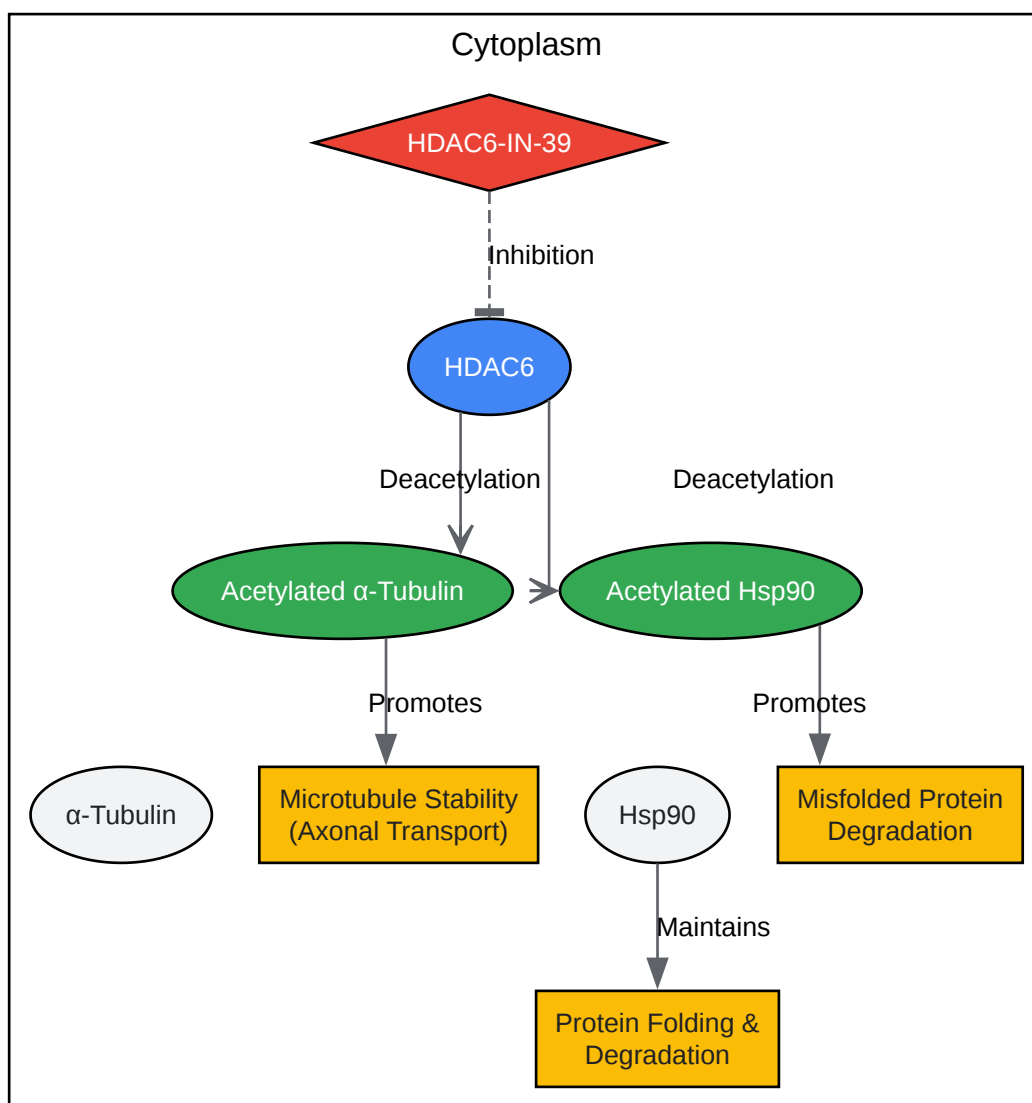 Cytoplasm
HDAC6-IN-39
Inhibition
HDAC6
Deacetylation
Deacetylation
Acetylated α-Tubulin
Acetylated Hsp90
Promotes
Promotes
α-Tubulin
Microtubule Stability
(Axonal Transport)
Hsp90
Misfolded Protein
Degradation
Maintains
Protein Folding &
Degradation